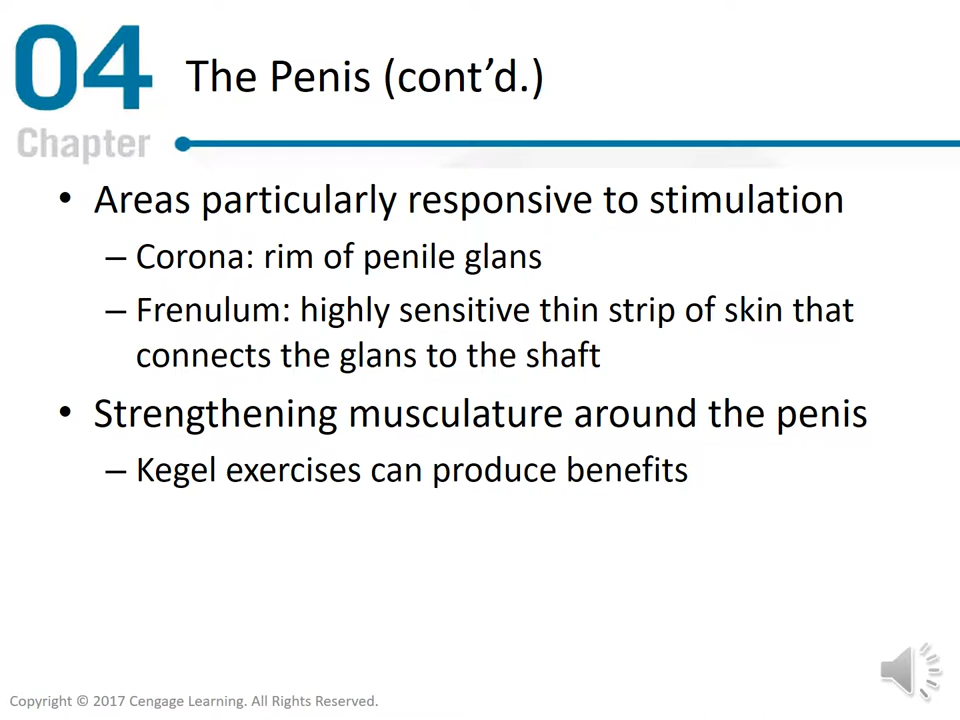 04
Chapter
The Penis (cont’d.)
• Areas particularly responsive to stimulation
– Corona: rim of penile glans
– Frenulum: highly sensitive thin strip of skin that
connects the glans to the shaft
• Strengthening musculature around the penis
– Kegel exercises can produce benefits
Copyright © 2017 Cengage Learning. All Rights Reserved.